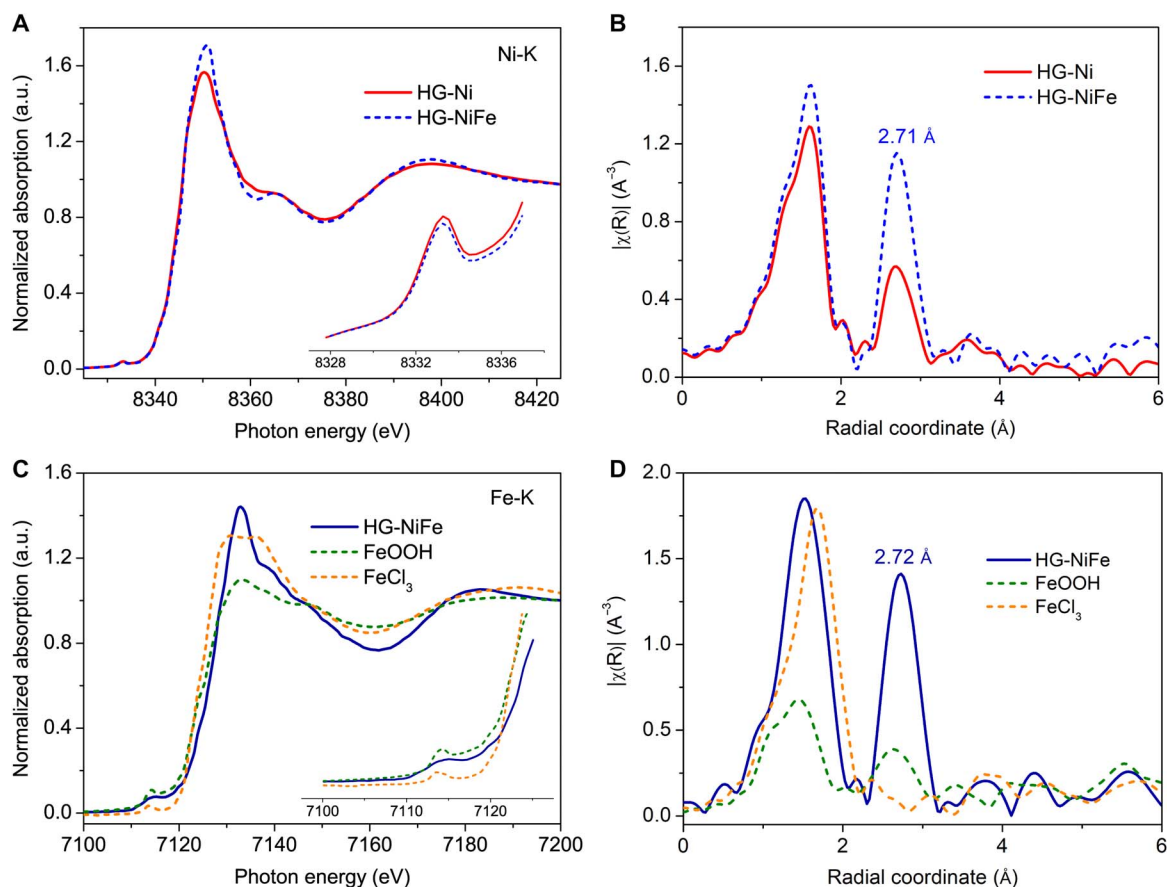 A
Ni-K
HG-Ni
HG-NiFe
Normalized absorption (a.u.)
1.6
1.2
0.8
0.4
0.0
8328 8332 8336
8340 8360 8380 8400 8420
Photon energy (eV)
B
HG-Ni
HG-NiFe
2.71 Å
|χ(R)| (A⁻³)
1.6
1.2
0.8
0.4
0.0
0 2 4 6
Radial coordinate (Å)
C
Fe-K
HG-NiFe
FeOOH
FeCl₃
Normalized absorption (a.u.)
1.6
1.2
0.8
0.4
0.0
7100 7110 7120
7100 7120 7140 7160 7180 7200
Photon energy (eV)
D
2.72 Å
HG-NiFe
FeOOH
FeCl₃
|χ(R)| (A⁻³)
2.0
1.5
1.0
0.5
0.0
0 2 4 6
Radial coordinate (Å)